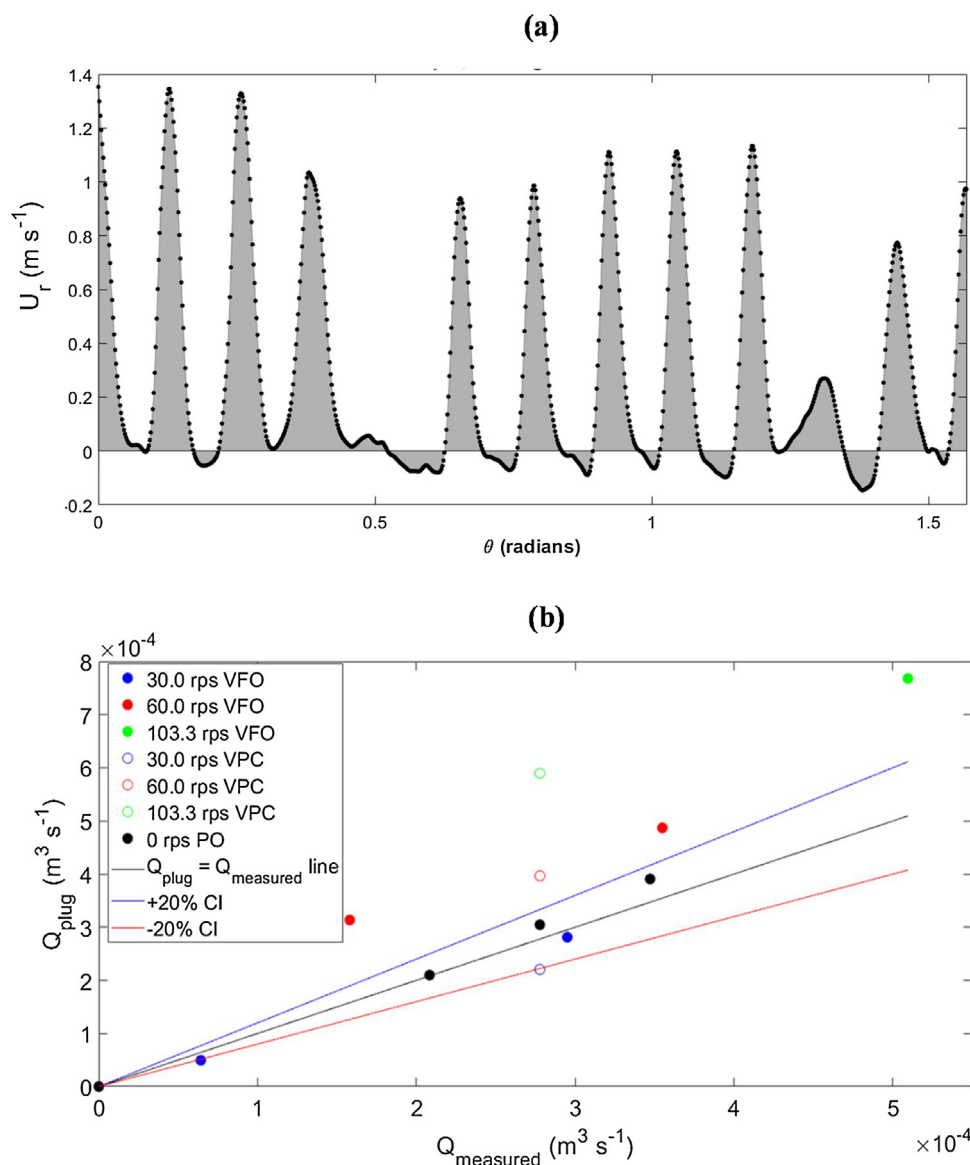 (a)
1.4
1.2
1
0.8
0.6
0.4
0.2
0
-0.2
U_r (m s⁻¹)
0 0.5 1 1.5
θ (radians)
(b)
×10⁻⁴
8
7
6
5
4
3
2
1
0
Q_plug (m³ s⁻¹)
30.0 rps VFO
60.0 rps VFO
103.3 rps VFO
30.0 rps VPC
60.0 rps VPC
103.3 rps VPC
0 rps PO
Q_plug = Q_measured line
+20% CI
-20% CI
0 1 2 3 4 5
Q_measured (m³ s⁻¹)
×10⁻⁴